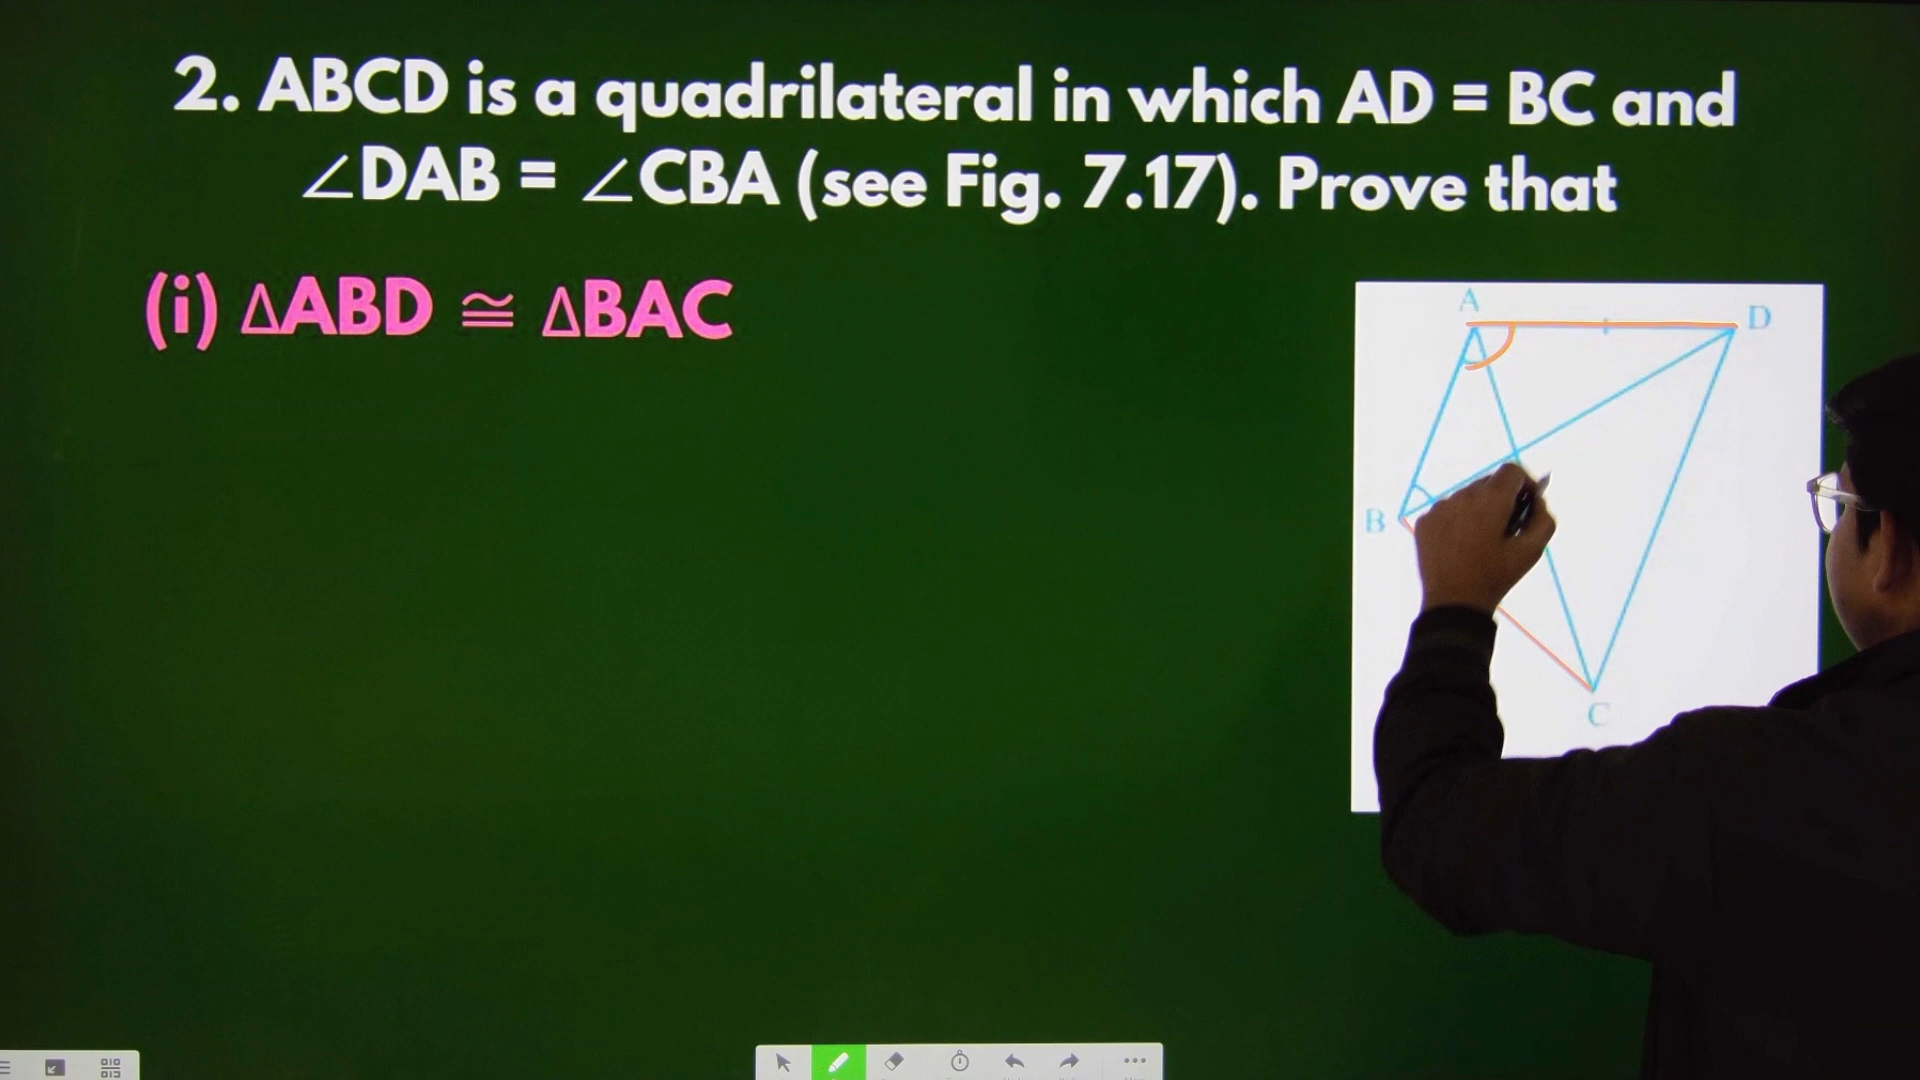 2. ABCD is a quadrilateral in which AD = BC and
∠DAB = ∠CBA (see Fig. 7.17). Prove that
(i) ΔABD ≅ ΔBAC
A
D
B
C